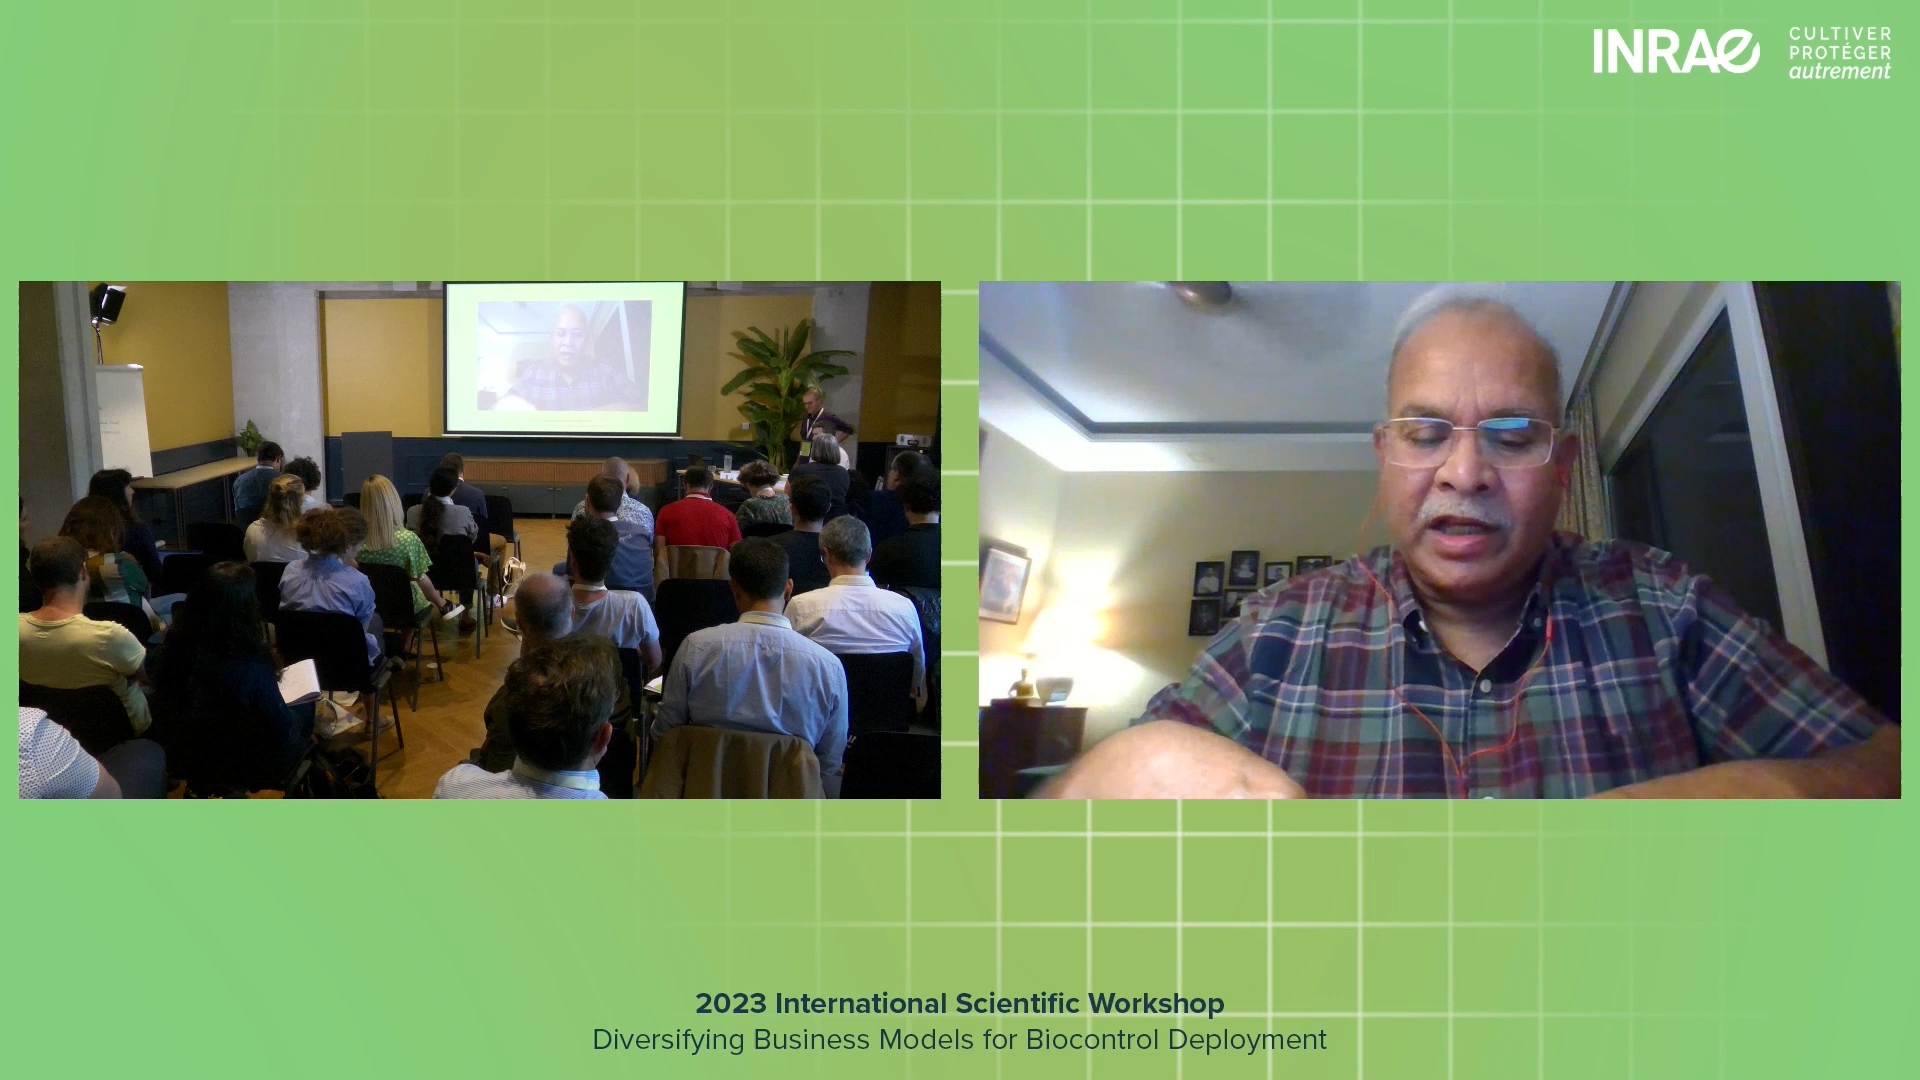 INRAE
CULTIVER
PROTÉGER
autrement
2023 International Scientific Workshop
Diversifying Business Models for Biocontrol Deployment